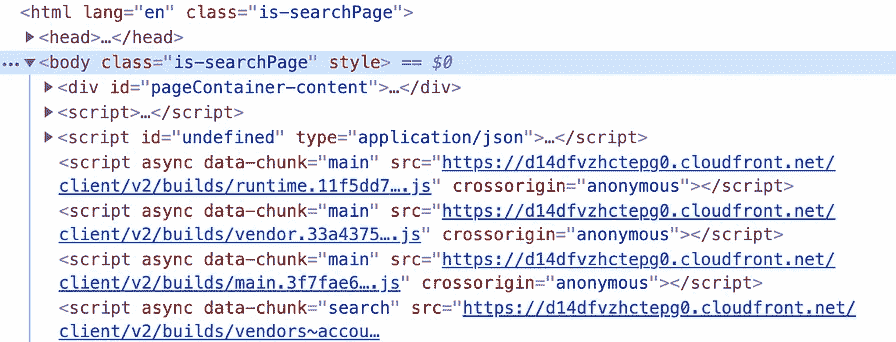 <html lang="en" class="is-searchPage">
<head>…</head>
… <body class="is-searchPage" style> == $0
<div id="pageContainer-content">…</div>
<script>…</script>
<script id="undefined" type="application/json">…</script>
<script async data-chunk="main" src="https://d14dfvzhctepg0.cloudfront.net/
client/v2/builds/runtime.11f5dd7….js" crossorigin="anonymous"></script>
<script async data-chunk="main" src="https://d14dfvzhctepg0.cloudfront.net/
client/v2/builds/vendor.33a4375….js" crossorigin="anonymous"></script>
<script async data-chunk="main" src="https://d14dfvzhctepg0.cloudfront.net/
client/v2/builds/main.3f7fae6….js" crossorigin="anonymous"></script>
<script async data-chunk="search" src="https://d14dfvzhctepg0.cloudfront.net/
client/v2/builds/vendors~accou…